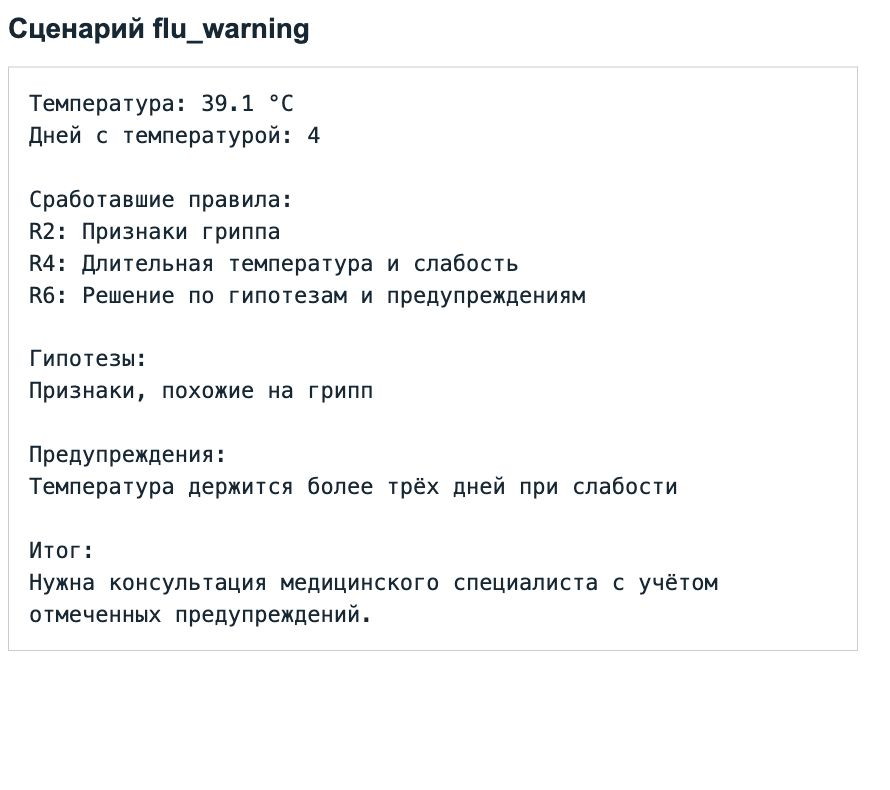 Сценарий flu_warning
Температура: 39.1 °C
Дней с температурой: 4
Сработавшие правила:
R2: Признаки гриппа
R4: Длительная температура и слабость
R6: Решение по гипотезам и предупреждениям
Гипотезы:
Признаки, похожие на грипп
Предупреждения:
Температура держится более трёх дней при слабости
Итог:
Нужна консультация медицинского специалиста с учётом
отмеченных предупреждений.